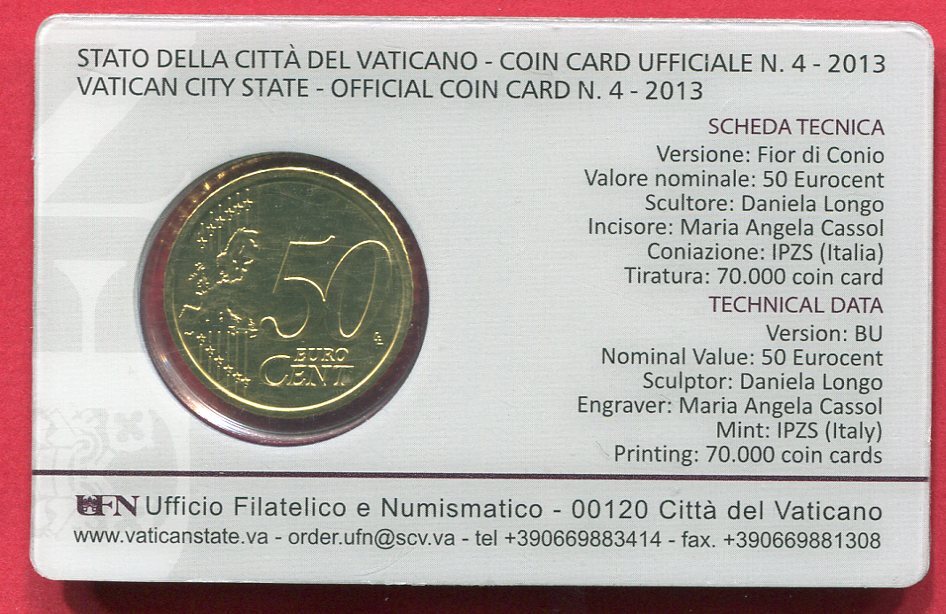 STATO DELLA CITTÀ DEL VATICANO - COIN CARD UFFICIALE N. 4 - 2013
VATICAN CITY STATE - OFFICIAL COIN CARD N. 4 - 2013
SCHEDA TECNICA
Versione: Fior di Conio
Valore nominale: 50 Eurocent
Scultore: Daniela Longo
Incisore: Maria Angela Cassol
Coniazione: IPZS (Italia)
Tiratura: 70.000 coin card
TECHNICAL DATA
Version: BU
Nominal Value: 50 Eurocent
Sculptor: Daniela Longo
Engraver: Maria Angela Cassol
Mint: IPZS (Italy)
Printing: 70.000 coin cards
50
EURO
CENT
UFN Ufficio Filatelico e Numismatico - 00120 Città del Vaticano
www.vaticanstate.va - order.ufn@scv.va - tel +390669883414 - fax. +390669881308